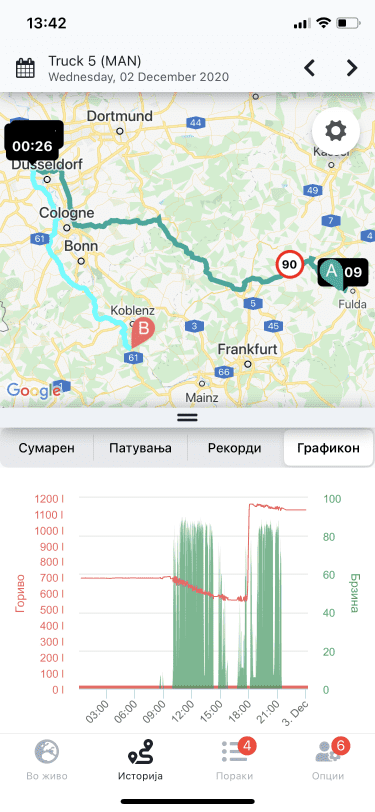 13:42
Truck 5 (MAN)
Wednesday, 02 December 2020
Dortmund
44
00:26
Düsseldorf
Kassel
49
Cologne
7
61
4
Bonn
90
A
09
5
Fulda
Koblenz
B
3
45
61
Frankfurt
66
Google
Mainz
Сумарен
Патувања
Рекорди
Графикон
1200 l
1100 l
1000 l
900 l
800 l
700 l
600 l
500 l
400 l
300 l
200 l
100 l
0 l
Гориво
100
80
60
40
20
0
Брзина
03:00
06:00
09:00
12:00
15:00
18:00
21:00
3. Dec
4
6
Во живо
Историја
Пораки
Опции